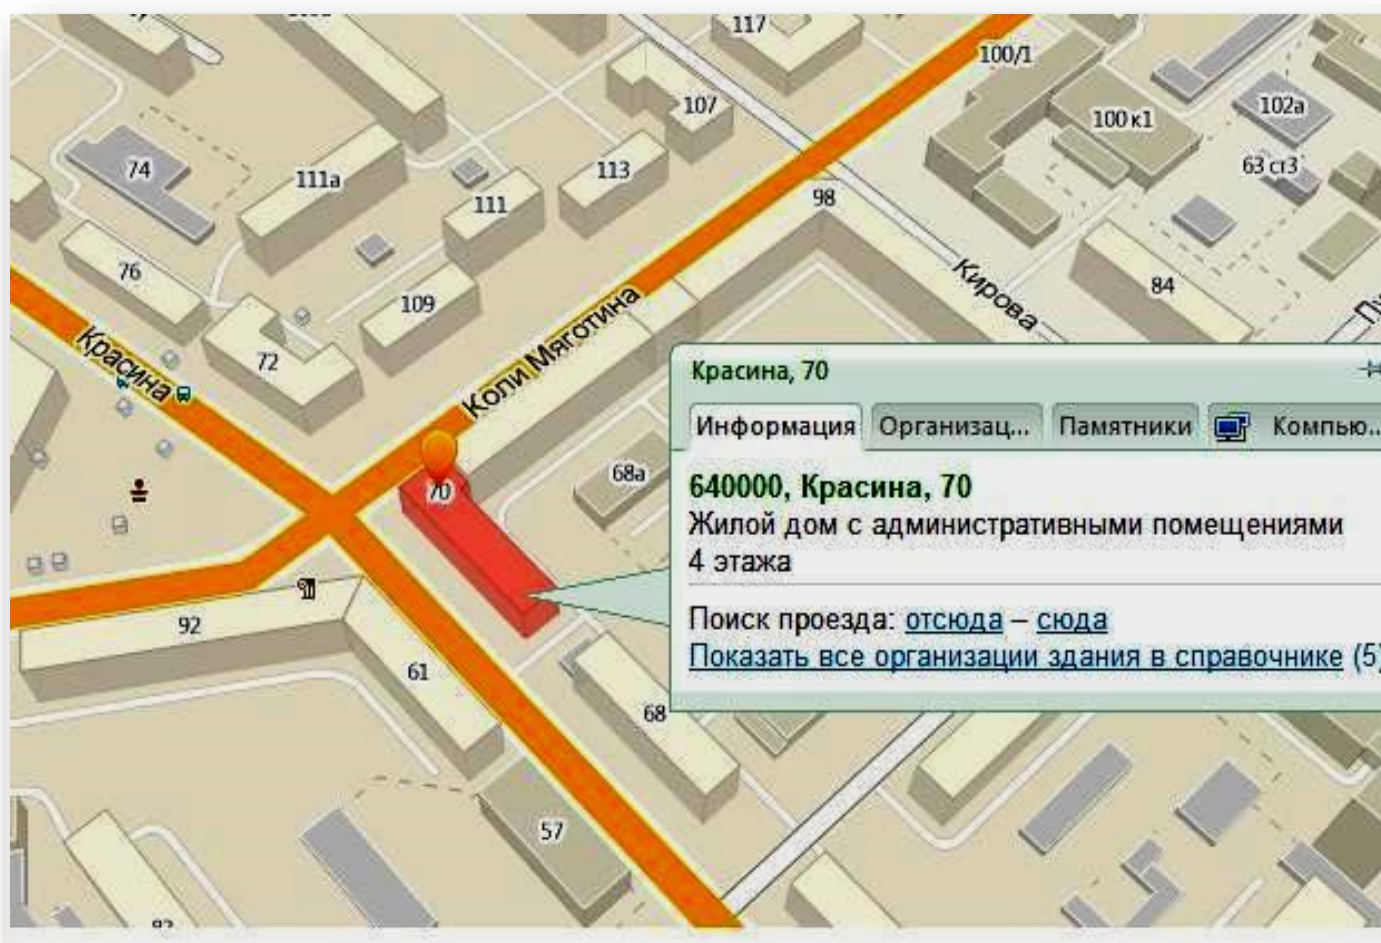 117
100/1
107
100 к1
102а
74
111а
113
63 ст3
111
98
76
109
84
Кирова
Красина
72
Коли Мяготина
Красина, 70
Информация
Организац...
Памятники
Компью...
68а
70
640000, Красина, 70
Жилой дом с административными помещениями
4 этажа
Поиск проезда: отсюда – сюда
Показать все организации здания в справочнике (5)
92
61
68
57